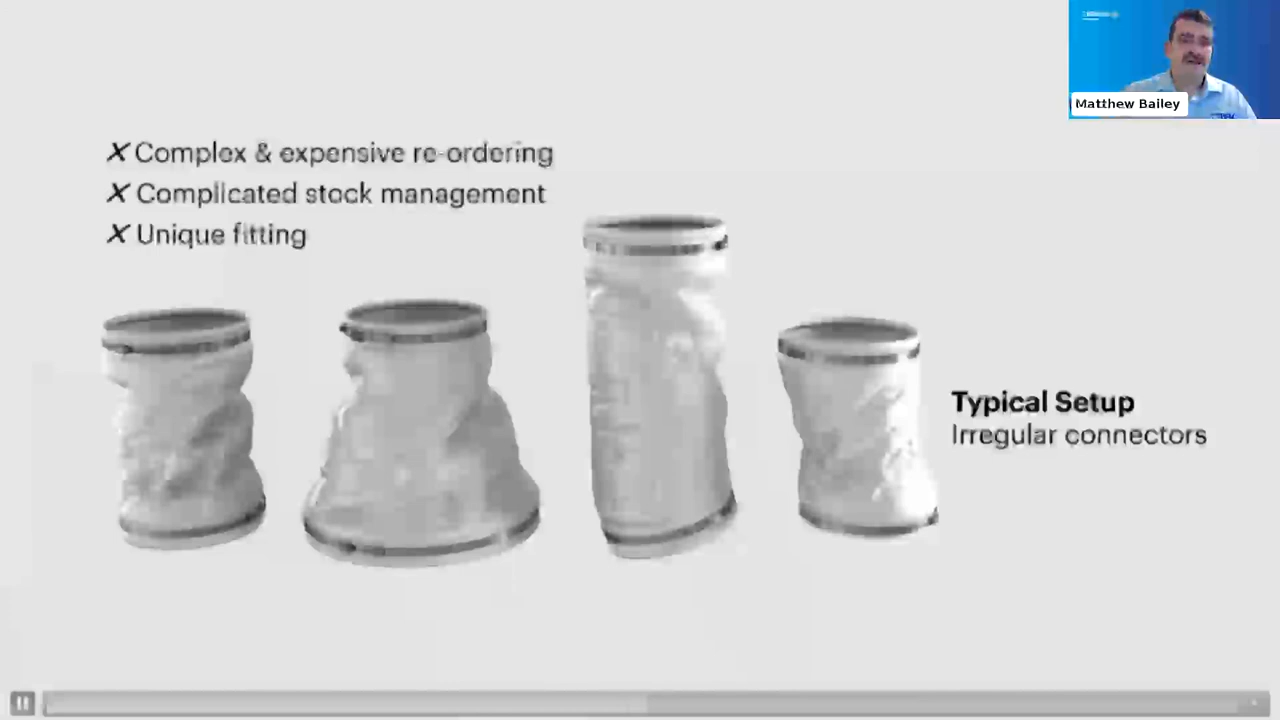 Matthew Bailey
X Complex & expensive re-ordering
X Complicated stock management
X Unique fitting
Typical Setup
Irregular connectors